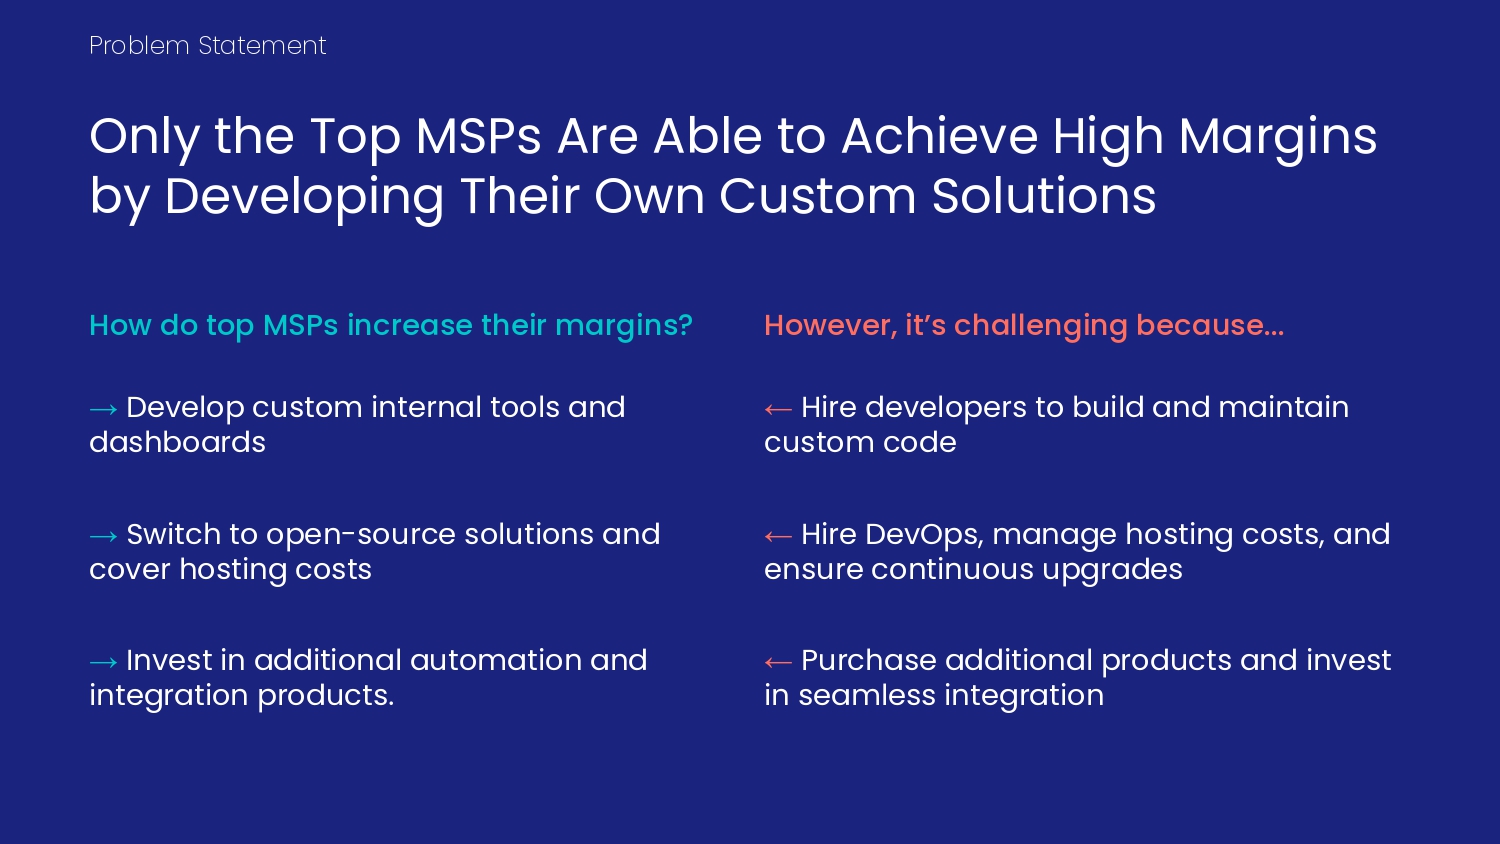 Problem Statement
Only the Top MSPs Are Able to Achieve High Margins
by Developing Their Own Custom Solutions
How do top MSPs increase their margins?
→ Develop custom internal tools and
dashboards
→ Switch to open-source solutions and
cover hosting costs
→ Invest in additional automation and
integration products.
However, it’s challenging because...
← Hire developers to build and maintain
custom code
← Hire DevOps, manage hosting costs, and
ensure continuous upgrades
← Purchase additional products and invest
in seamless integration